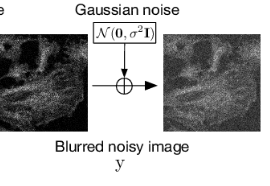 Gaussian noise
𝒩(0, σ²I)
Blurred noisy image
y